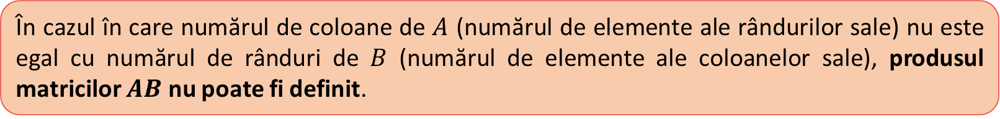 În cazul în care numărul de coloane de A (numărul de elemente ale rândurilor sale) nu este
egal cu numărul de rânduri de B (numărul de elemente ale coloanelor sale), produsul
matricilor AB nu poate fi definit.